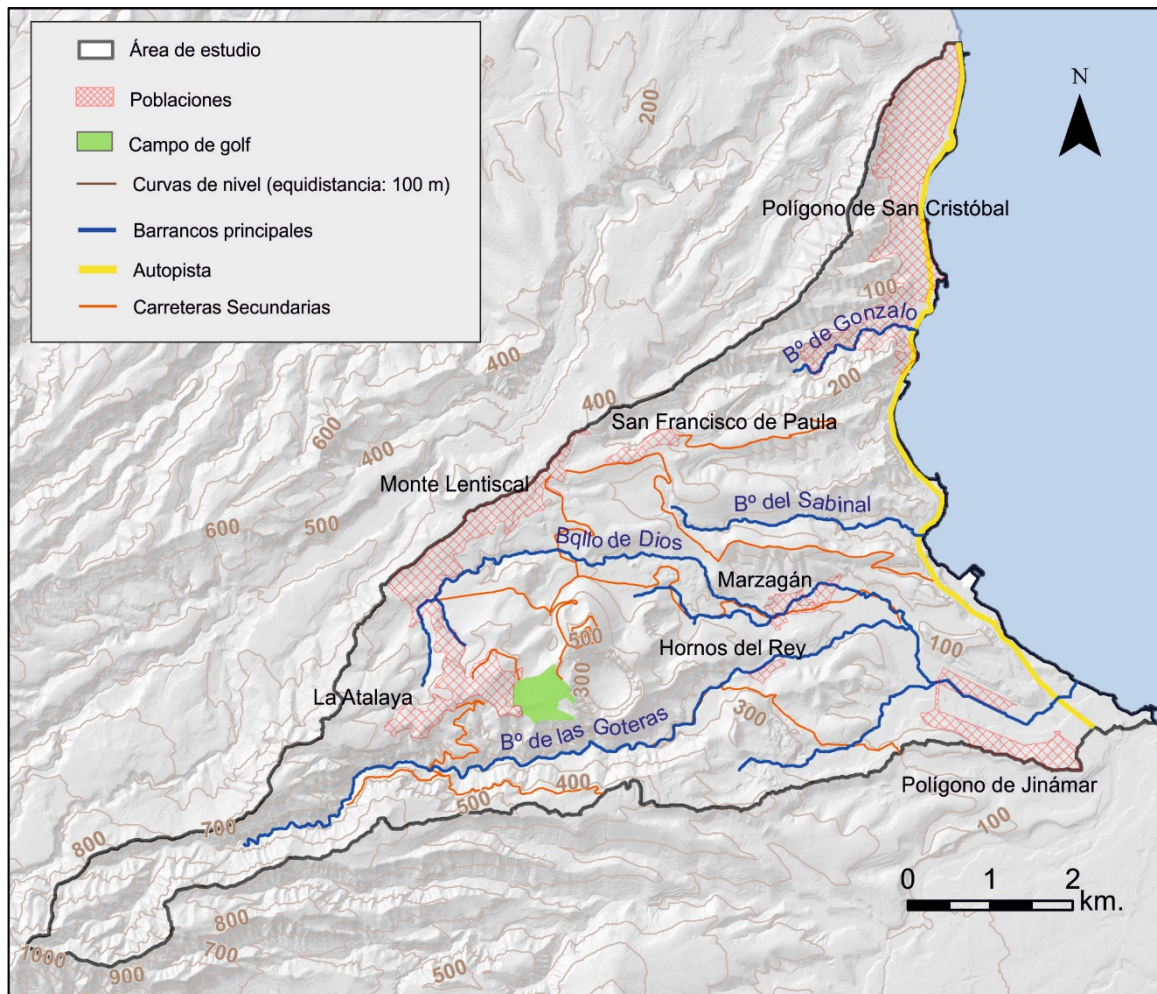 Área de estudio
Poblaciones
Campo de golf
Curvas de nivel (equidistancia: 100 m)
Barrancos principales
Autopista
Carreteras Secundarias
N
200
Polígono de San Cristóbal
100
Bº de Gonzalo
200
400
400
San Francisco de Paula
600
400
Monte Lentiscal
600
500
Bº del Sabinal
Bqllo de Dios
Marzagán
500
Hornos del Rey
100
300
La Atalaya
300
Bº de las Goteras
400
500
Polígono de Jinámar
100
700
800
0 1 2
km.
800
700
500
1000
900